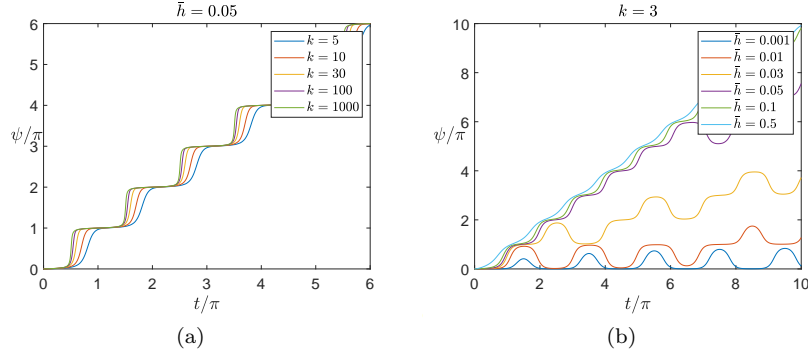 h̄ = 0.05
6
5
4
3
2
1
0
ψ/π
0 1 2 3 4 5 6
t/π
k = 5
k = 10
k = 30
k = 100
k = 1000
(a)
k = 3
10
8
6
4
2
0
ψ/π
0 2 4 6 8 10
t/π
h̄ = 0.001
h̄ = 0.01
h̄ = 0.03
h̄ = 0.05
h̄ = 0.1
h̄ = 0.5
(b)